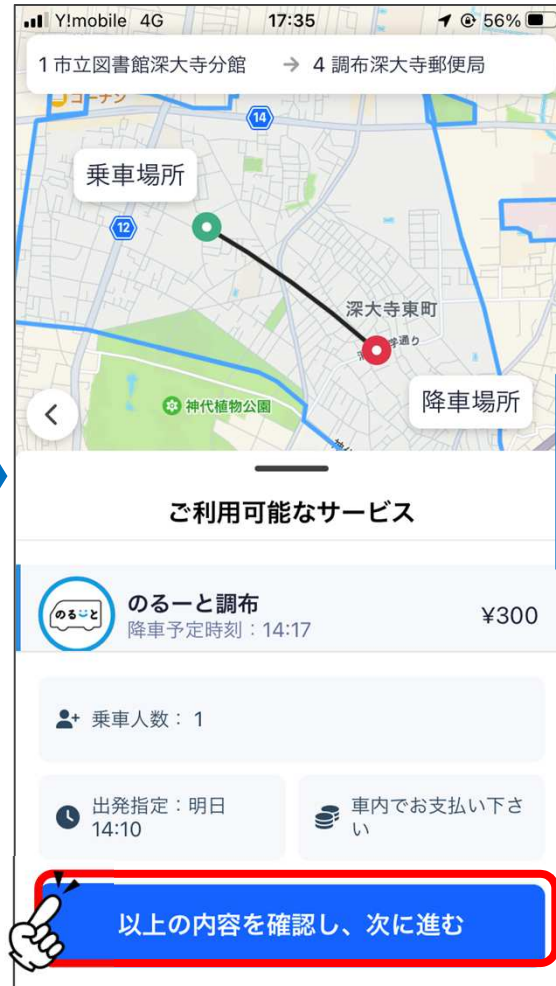 Y!mobile 4G 17:35 56%
1 市立図書館深大寺分館 → 4 調布深大寺郵便局
コーナン
14
乗車場所
12
深大寺東町
学通り
降車場所
神代植物公園
ご利用可能なサービス
のるーと
のるーと調布
¥300
降車予定時刻：14:17
乗車人数： 1
出発指定：明日
14:10
車内でお支払い下さ
い
以上の内容を確認し、次に進む